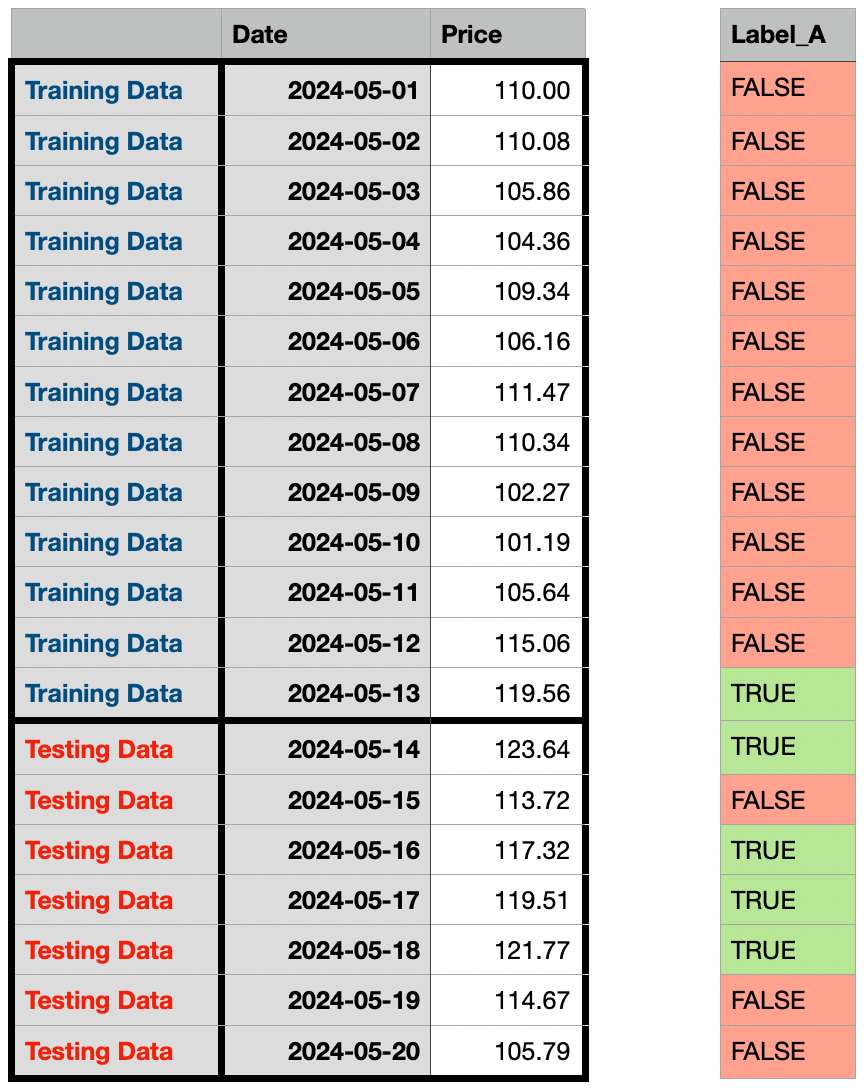 Date Price Label_A
Training Data 2024-05-01 110.00 FALSE
Training Data 2024-05-02 110.08 FALSE
Training Data 2024-05-03 105.86 FALSE
Training Data 2024-05-04 104.36 FALSE
Training Data 2024-05-05 109.34 FALSE
Training Data 2024-05-06 106.16 FALSE
Training Data 2024-05-07 111.47 FALSE
Training Data 2024-05-08 110.34 FALSE
Training Data 2024-05-09 102.27 FALSE
Training Data 2024-05-10 101.19 FALSE
Training Data 2024-05-11 105.64 FALSE
Training Data 2024-05-12 115.06 FALSE
Training Data 2024-05-13 119.56 TRUE
Testing Data 2024-05-14 123.64 TRUE
Testing Data 2024-05-15 113.72 FALSE
Testing Data 2024-05-16 117.32 TRUE
Testing Data 2024-05-17 119.51 TRUE
Testing Data 2024-05-18 121.77 TRUE
Testing Data 2024-05-19 114.67 FALSE
Testing Data 2024-05-20 105.79 FALSE